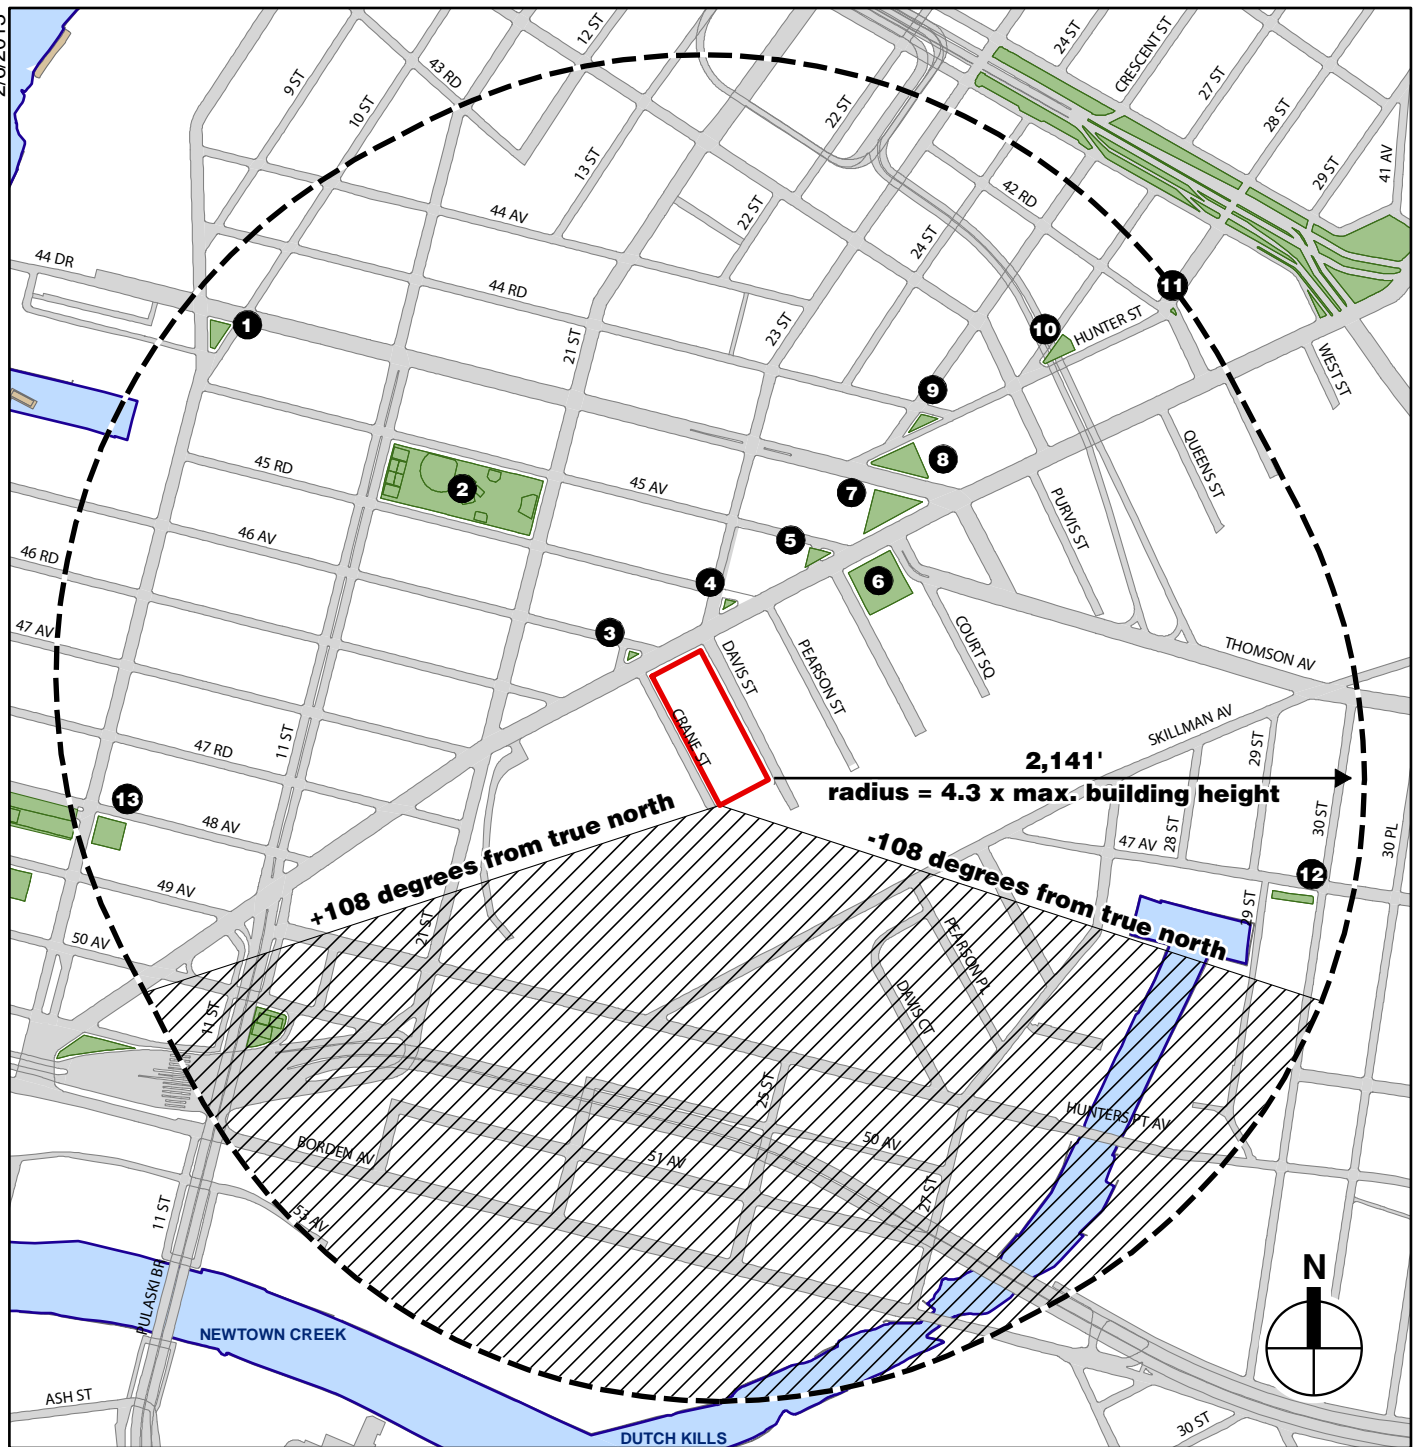 12 ST
24 ST
CRESCENT ST
43 RD
9 ST
10 ST
22 ST
27 ST
28 ST
29 ST
41 AV
13 ST
42 RD
22 ST
44 AV
24 ST
44 DR
44 RD
11
1
10
HUNTER ST
23 ST
21 ST
WEST ST
9
8
45 RD
2
45 AV
7
QUEENS ST
PURVIS ST
46 AV
5
46 RD
4
6
3
47 AV
COURT SQ
DAVIS ST
PEARSON ST
THOMSON AV
CRANE ST
SKILLMAN AV
11 ST
47 RD
29 ST
2,141'
radius = 4.3 x max. building height
13
48 AV
+108 degrees from true north
-108 degrees from true north
47 AV
28 ST
30 ST
30 PL
12
49 AV
29 ST
21 ST
50 AV
PEARSON PL
DAVIS CT
11 ST
25 ST
HUNTERS PT AV
BORDEN AV
51 AV
50 AV
27 ST
53 AV
11 ST
PULASKI BR
N
NEWTOWN CREEK
ASH ST
DUTCH KILLS
30 ST